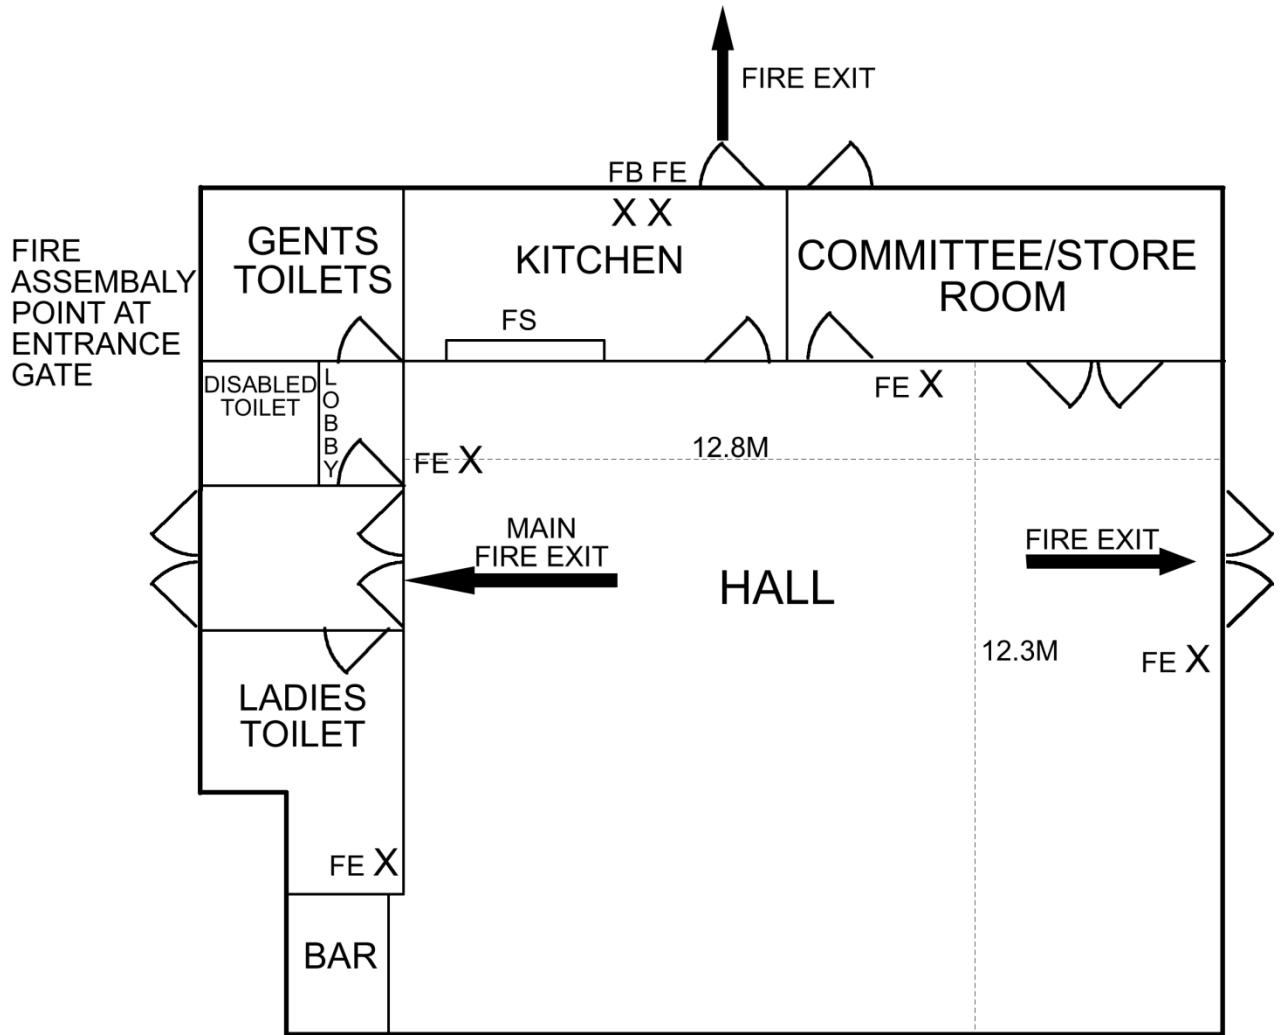 FIRE EXIT
FB FE
X X
GENTS
TOILETS
KITCHEN
COMMITTEE/STORE
ROOM
FIRE
ASSEMBALY
POINT AT
ENTRANCE
GATE
FS
DISABLED
TOILET
LOBBY
FE X
FE X
12.8M
MAIN
FIRE EXIT
FIRE EXIT
HALL
12.3M
FE X
LADIES
TOILET
FE X
BAR